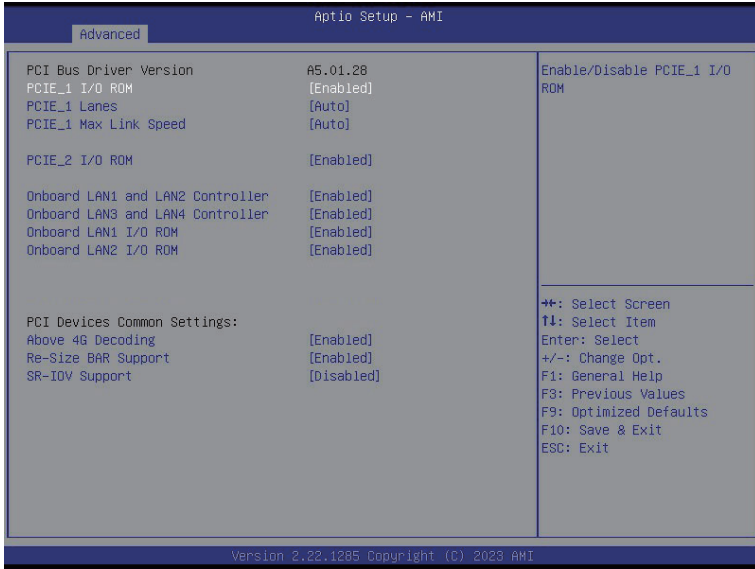 Aptio Setup - AMI
Advanced
PCI Bus Driver Version A5.01.28
PCIE_1 I/O ROM [Enabled]
PCIE_1 Lanes [Auto]
PCIE_1 Max Link Speed [Auto]
PCIE_2 I/O ROM [Enabled]
Onboard LAN1 and LAN2 Controller [Enabled]
Onboard LAN3 and LAN4 Controller [Enabled]
Onboard LAN1 I/O ROM [Enabled]
Onboard LAN2 I/O ROM [Enabled]
PCI Devices Common Settings:
Above 4G Decoding [Enabled]
Re-Size BAR Support [Enabled]
SR-IOV Support [Disabled]
Enable/Disable PCIE_1 I/O
ROM
→←: Select Screen
↑↓: Select Item
Enter: Select
+/-: Change Opt.
F1: General Help
F3: Previous Values
F9: Optimized Defaults
F10: Save & Exit
ESC: Exit
Version 2.22.1285 Copyright (C) 2023 AMI